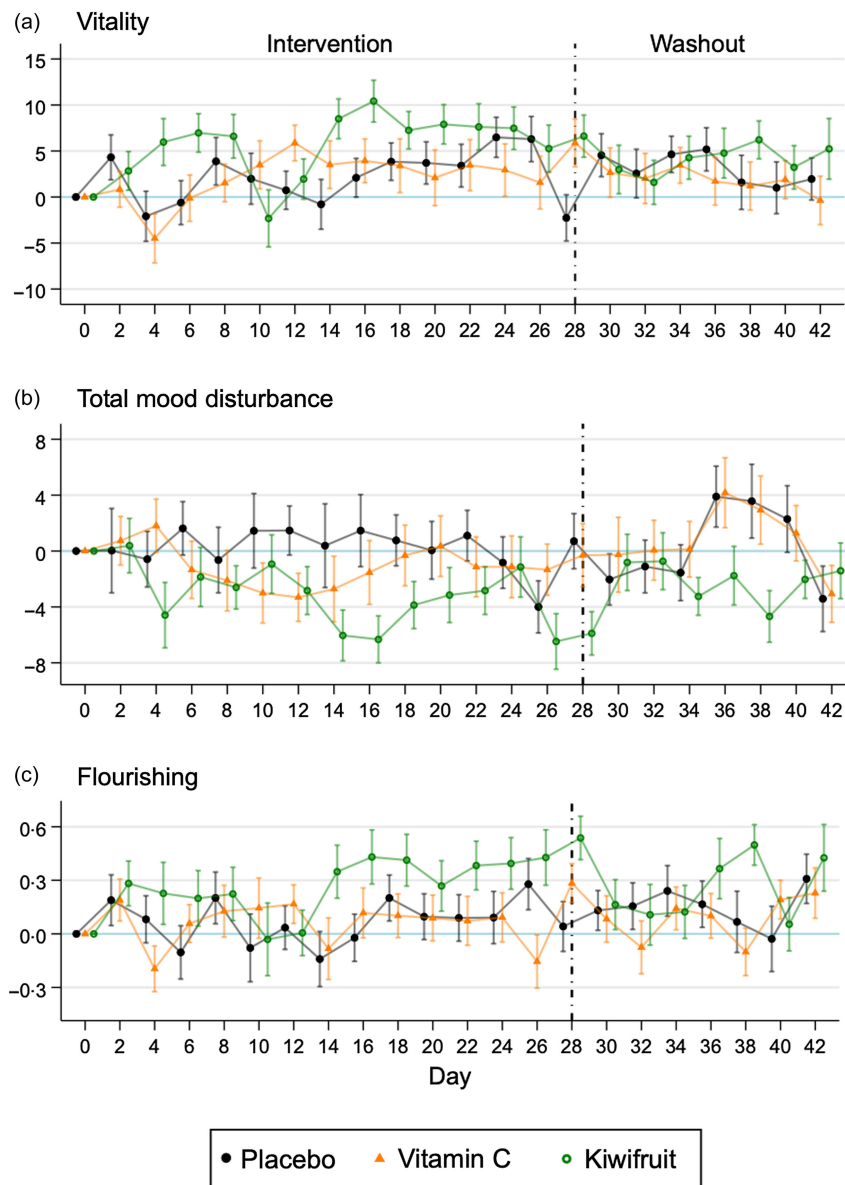 (a) Vitality
Intervention Washout
15
10
5
0
−5
−10
0 2 4 6 8 10 12 14 16 18 20 22 24 26 28 30 32 34 36 38 40 42
(b) Total mood disturbance
8
4
0
−4
−8
0 2 4 6 8 10 12 14 16 18 20 22 24 26 28 30 32 34 36 38 40 42
(c) Flourishing
0·6
0·3
0·0
−0·3
0 2 4 6 8 10 12 14 16 18 20 22 24 26 28 30 32 34 36 38 40 42
Day
Placebo Vitamin C Kiwifruit